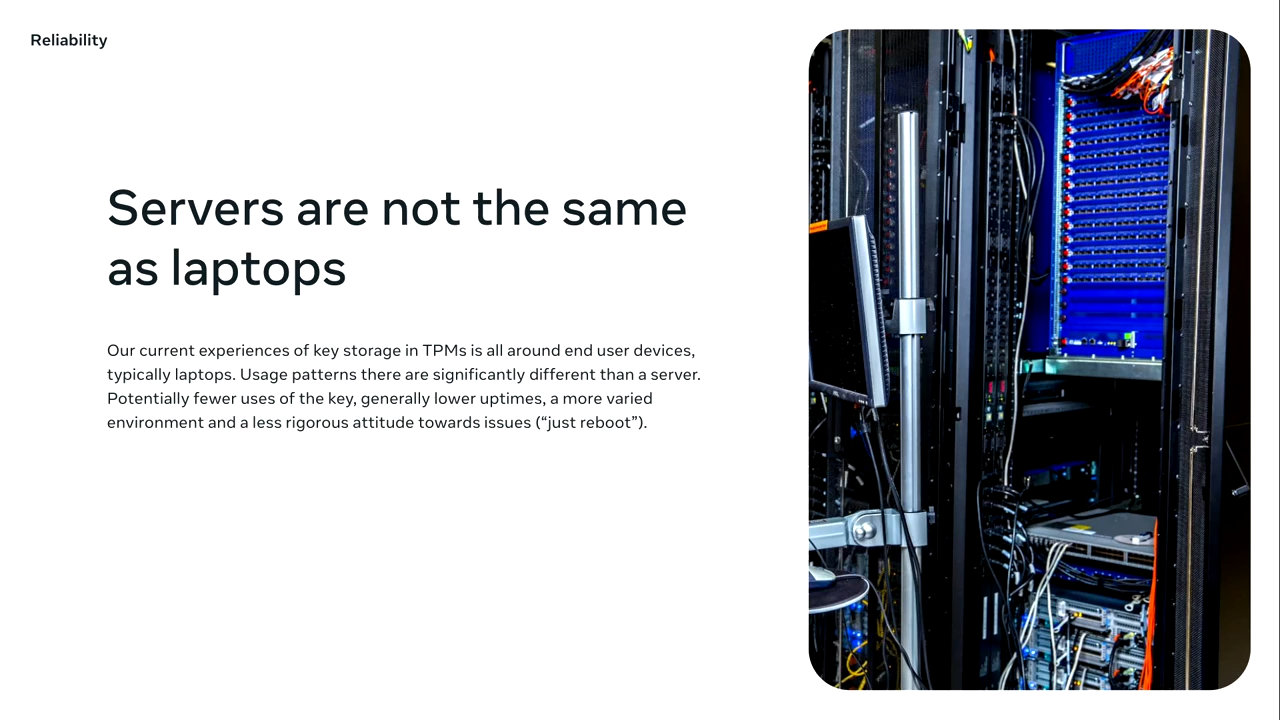 Reliability
Servers are not the same
as laptops
Our current experiences of key storage in TPMs is all around end user devices,
typically laptops. Usage patterns there are significantly different than a server.
Potentially fewer uses of the key, generally lower uptimes, a more varied
environment and a less rigorous attitude towards issues (“just reboot”).